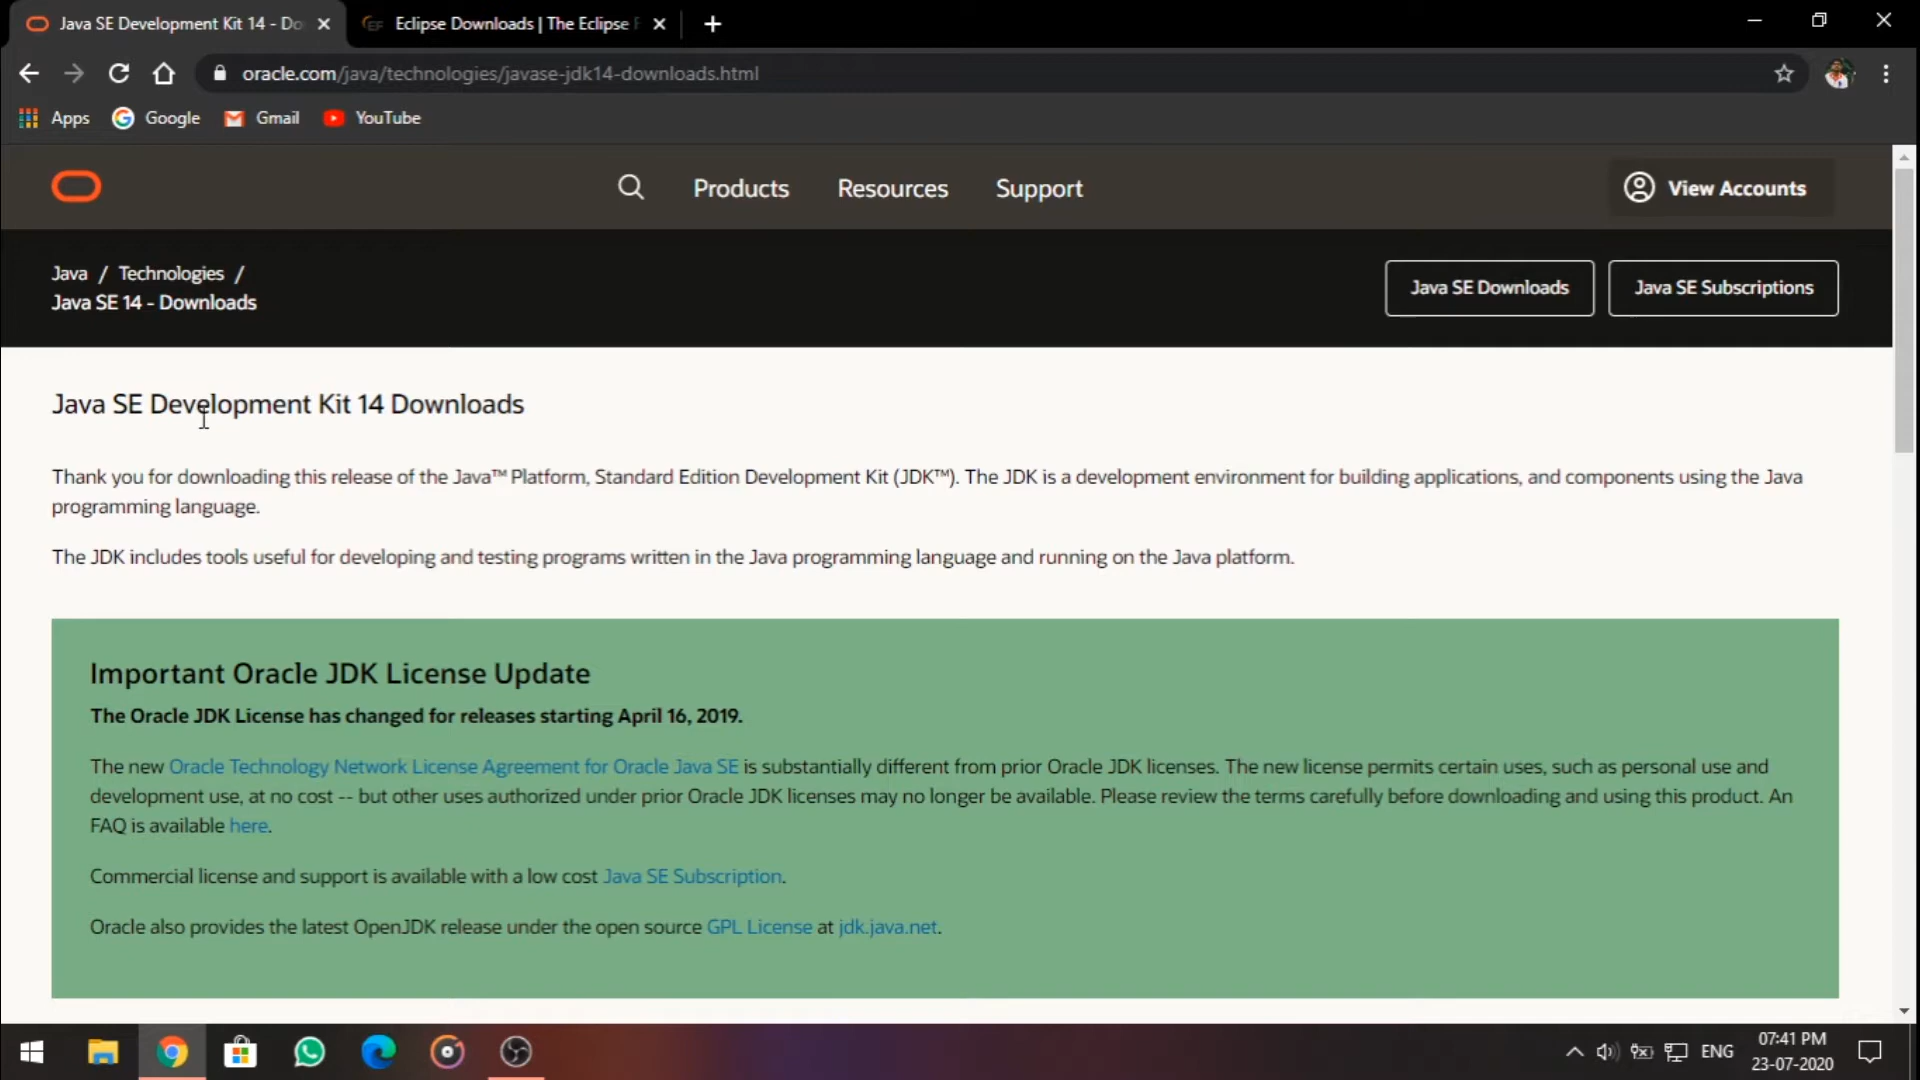 Java SE Development Kit 14 - Do
Eclipse Downloads | The Eclipse F
oracle.com/java/technologies/javase-jdk14-downloads.html
Apps Google Gmail YouTube
Products Resources Support View Accounts
Java / Technologies /
Java SE 14 - Downloads
Java SE Downloads Java SE Subscriptions
Java SE Development Kit 14 Downloads
Thank you for downloading this release of the Java™ Platform, Standard Edition Development Kit (JDK™). The JDK is a development environment for building applications, and components using the Java
programming language.
The JDK includes tools useful for developing and testing programs written in the Java programming language and running on the Java platform.
Important Oracle JDK License Update
The Oracle JDK License has changed for releases starting April 16, 2019.
The new Oracle Technology Network License Agreement for Oracle Java SE is substantially different from prior Oracle JDK licenses. The new license permits certain uses, such as personal use and
development use, at no cost -- but other uses authorized under prior Oracle JDK licenses may no longer be available. Please review the terms carefully before downloading and using this product. An
FAQ is available here.
Commercial license and support is available with a low cost Java SE Subscription.
Oracle also provides the latest OpenJDK release under the open source GPL License at jdk.java.net.
ENG
07:41 PM
23-07-2020